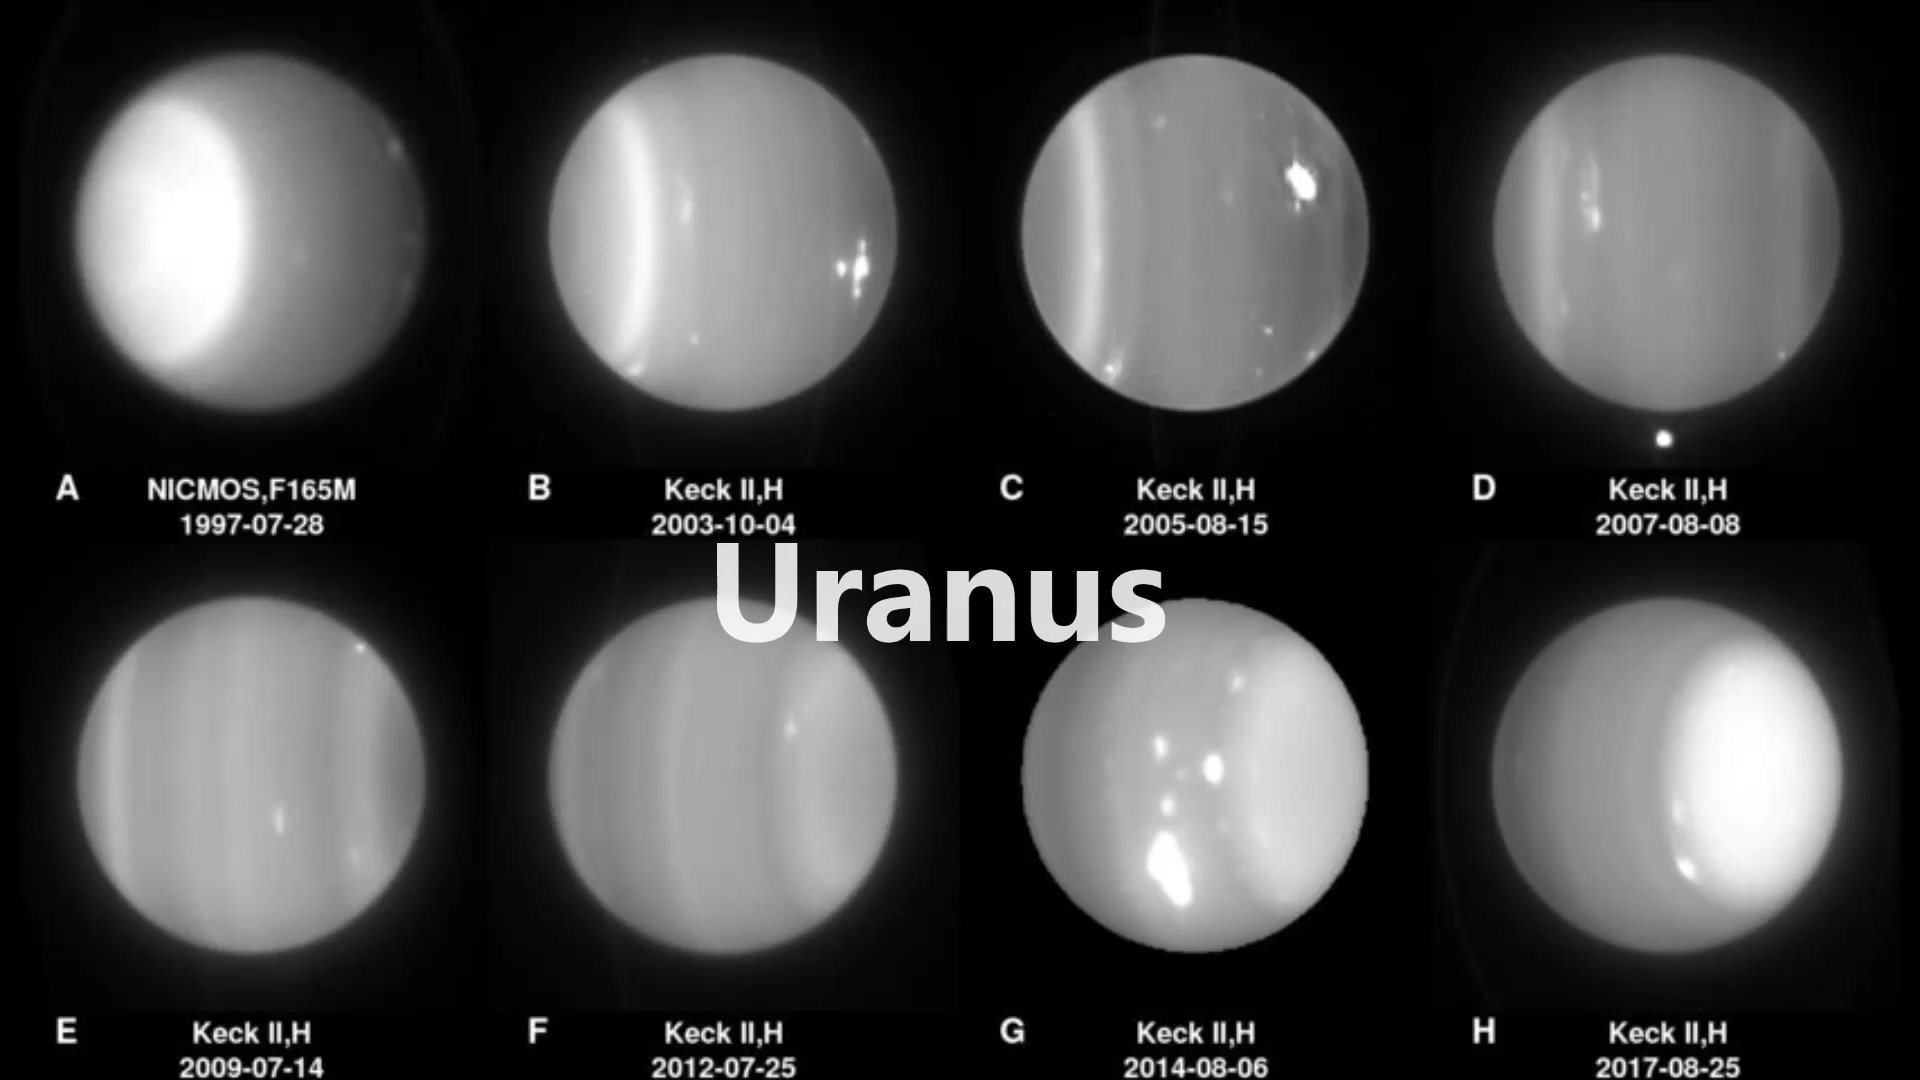 A NICMOS,F165M
1997-07-28
B Keck II,H
2003-10-04
C Keck II,H
2005-08-15
D Keck II,H
2007-08-08
Uranus
E Keck II,H
2009-07-14
F Keck II,H
2012-07-25
G Keck II,H
2014-08-06
H Keck II,H
2017-08-25